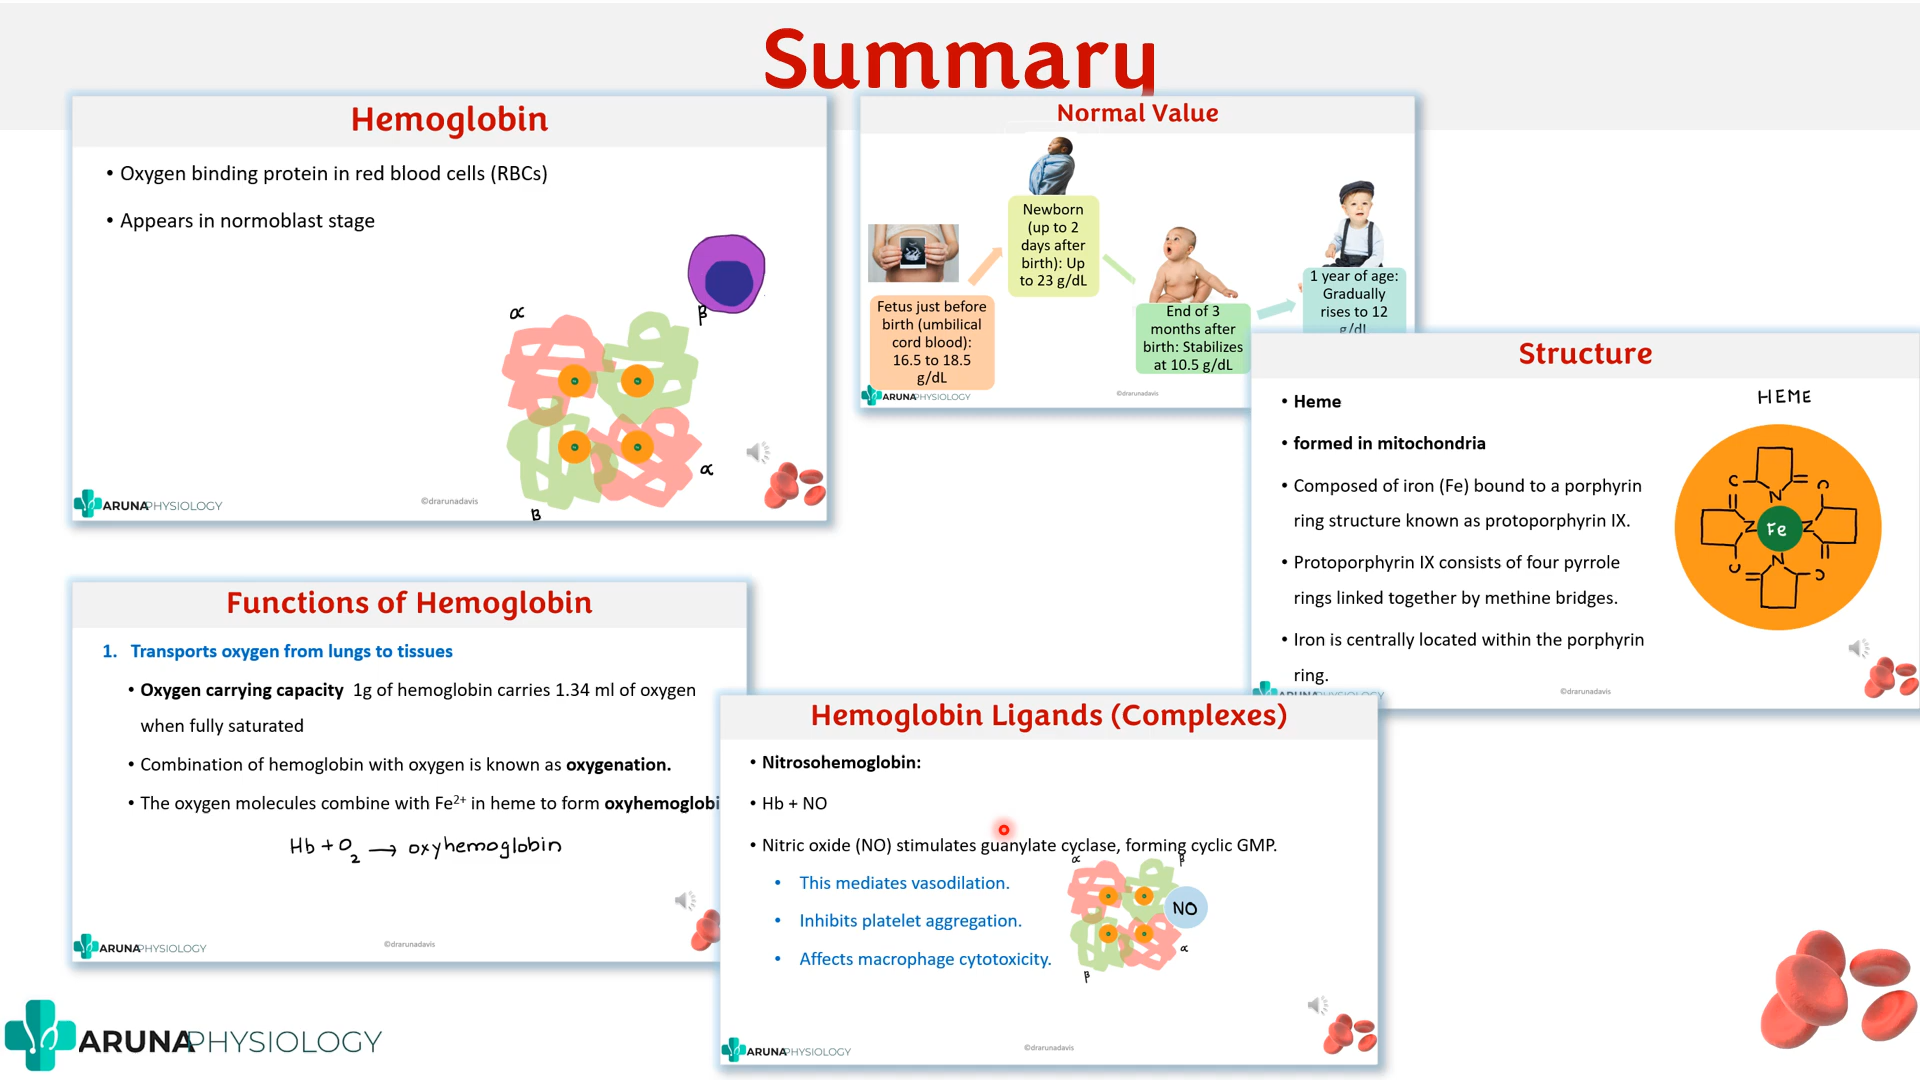 Summary
Hemoglobin
• Oxygen binding protein in red blood cells (RBCs)
• Appears in normoblast stage
α
β
α
B
ARUNAPHYSIOLOGY
©drarunadavis
Normal Value
Fetus just before
birth (umbilical
cord blood):
16.5 to 18.5
g/dL
Newborn
(up to 2
days after
birth): Up
to 23 g/dL
End of 3
months after
birth: Stabilizes
at 10.5 g/dL
1 year of age:
Gradually
rises to 12
g/dL
ARUNAPHYSIOLOGY
©drarunadavis
Structure
• Heme
• formed in mitochondria
• Composed of iron (Fe) bound to a porphyrin
ring structure known as protoporphyrin IX.
• Protoporphyrin IX consists of four pyrrole
rings linked together by methine bridges.
• Iron is centrally located within the porphyrin
ring.
HEME
C C
N
N Fe N
N
C C
ARUNAPHYSIOLOGY
©drarunadavis
Functions of Hemoglobin
1. Transports oxygen from lungs to tissues
• Oxygen carrying capacity 1g of hemoglobin carries 1.34 ml of oxygen
when fully saturated
• Combination of hemoglobin with oxygen is known as oxygenation.
• The oxygen molecules combine with Fe2+ in heme to form oxyhemoglobi
Hb + O2 → oxyhemoglobin
ARUNAPHYSIOLOGY
©drarunadavis
Hemoglobin Ligands (Complexes)
• Nitrosohemoglobin:
• Hb + NO
• Nitric oxide (NO) stimulates guanylate cyclase, forming cyclic GMP.
• This mediates vasodilation.
• Inhibits platelet aggregation.
• Affects macrophage cytotoxicity.
α
β
NO
α
β
ARUNAPHYSIOLOGY
©drarunadavis
ARUNAPHYSIOLOGY